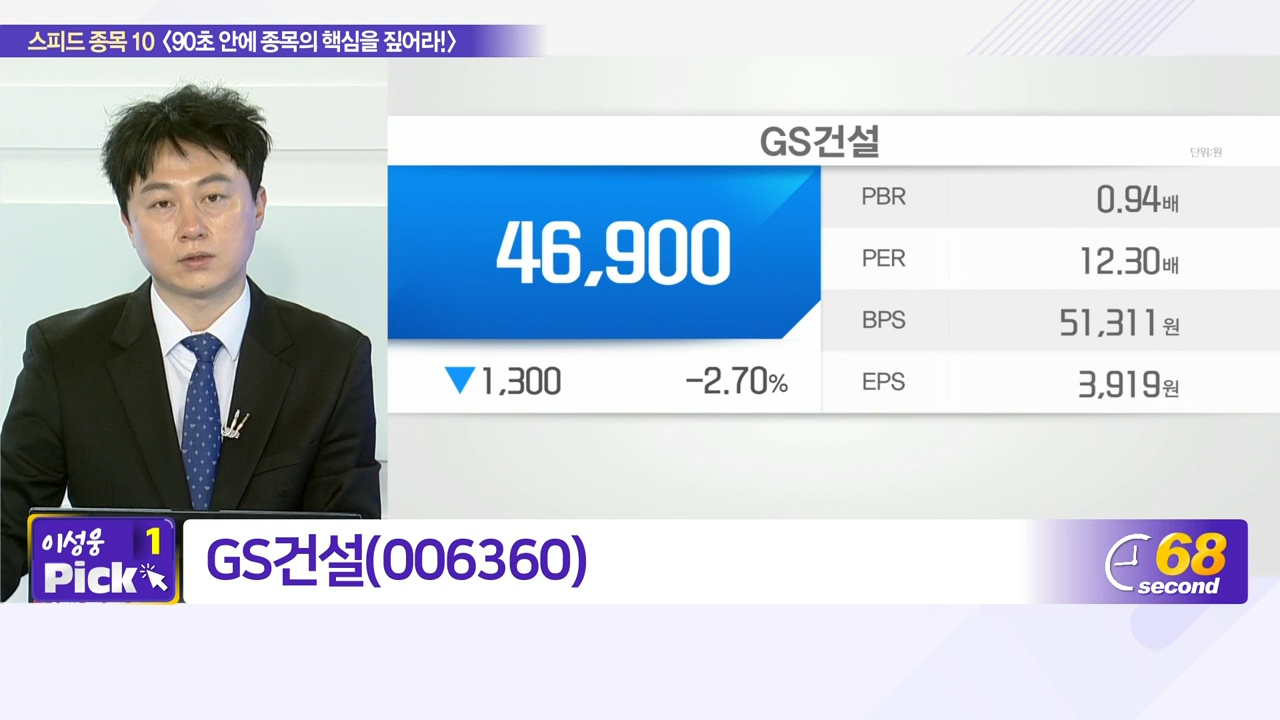 스피드 종목 10 <90초 안에 종목의 핵심을 짚어라!>
GS건설
단위:원
46,900
▼1,300 -2.70%
PBR 0.94배
PER 12.30배
BPS 51,311원
EPS 3,919원
이성웅 1
Pick
GS건설(006360)
68
second